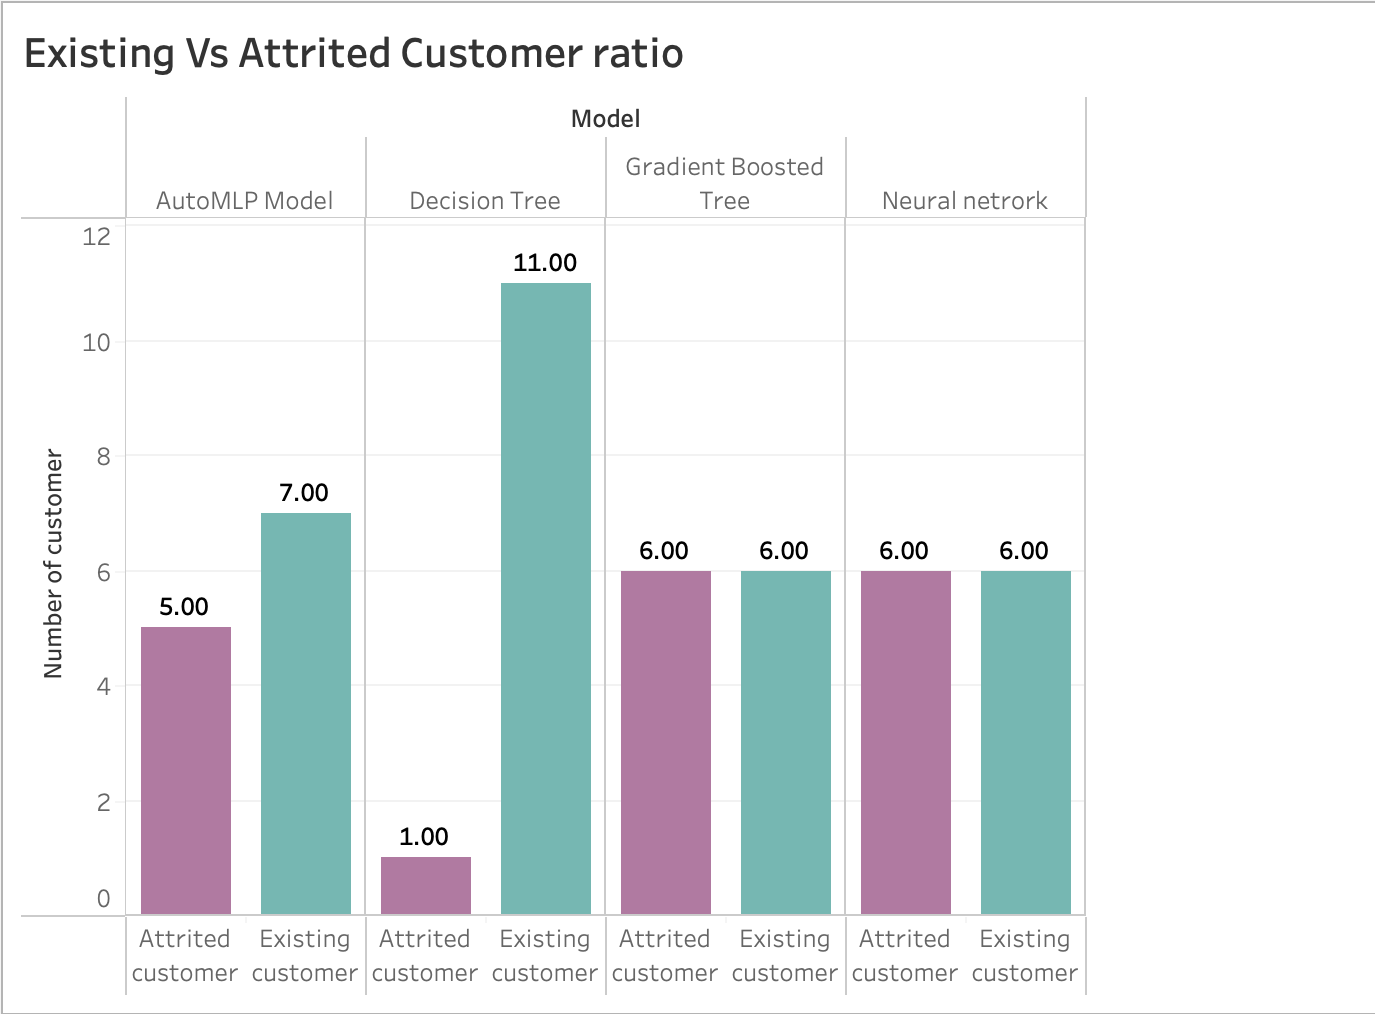 Existing Vs Attrited Customer ratio
Model
AutoMLP Model
Decision Tree
Gradient Boosted
Tree
Neural netrork
Number of customer
12
10
8
6
4
2
0
5.00
7.00
1.00
11.00
6.00
6.00
6.00
6.00
Attrited
customer
Existing
customer
Attrited
customer
Existing
customer
Attrited
customer
Existing
customer
Attrited
customer
Existing
customer